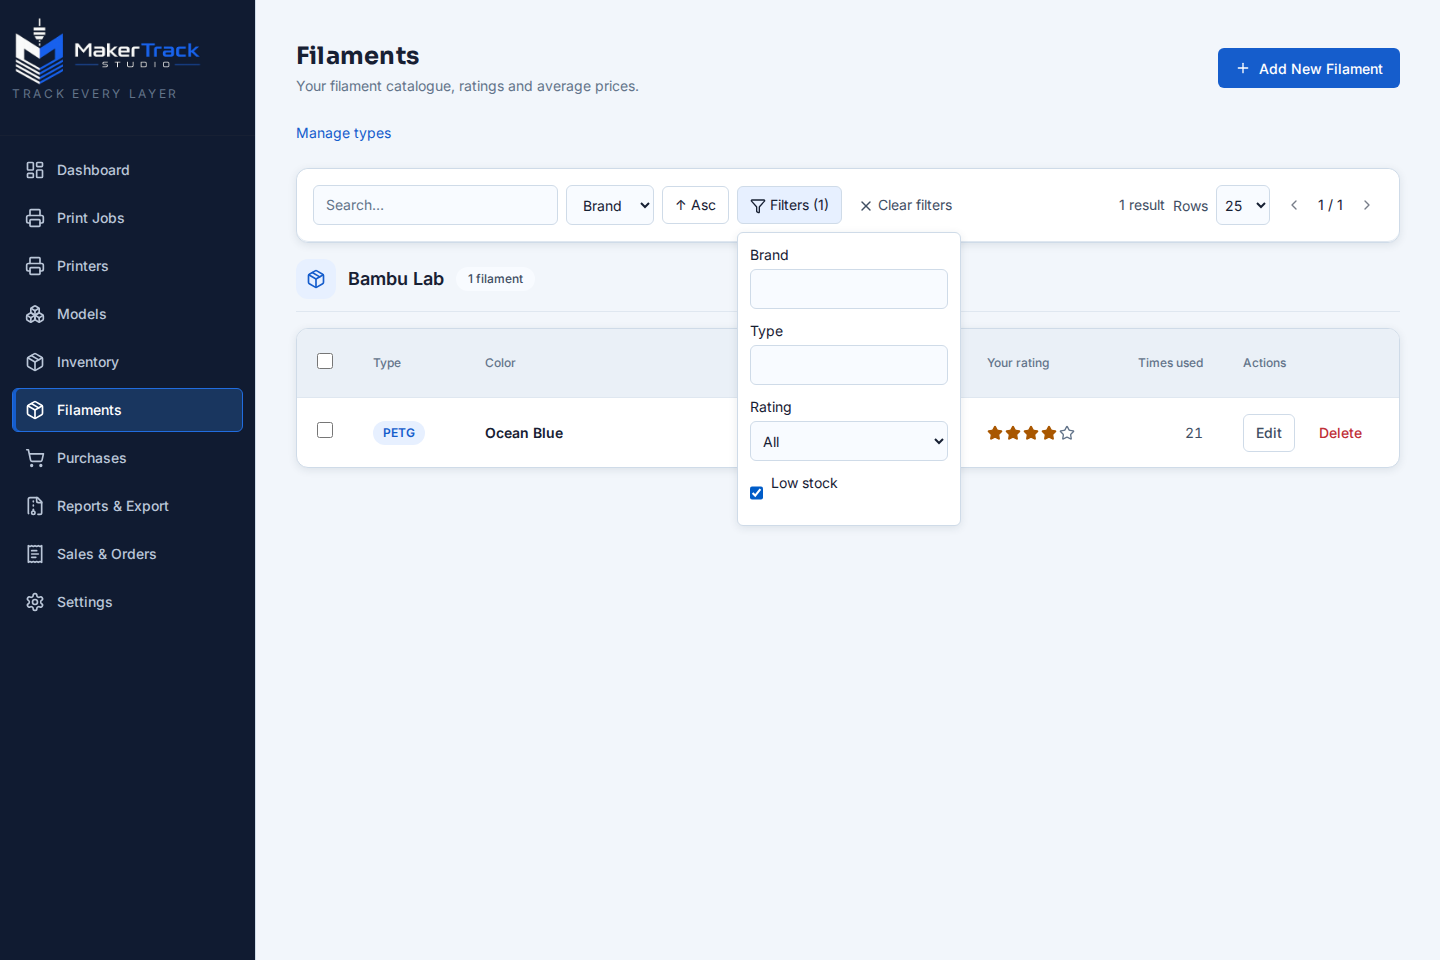 MakerTrack
STUDIO
TRACK EVERY LAYER
Dashboard
Print Jobs
Printers
Models
Inventory
Filaments
Purchases
Reports & Export
Sales & Orders
Settings
Filaments
Your filament catalogue, ratings and average prices.
Add New Filament
Manage types
Search...
Brand
↑ Asc
Filters (1)
Clear filters
1 result
Rows
25
1 / 1
Brand
Type
Rating
All
Low stock
Bambu Lab
1 filament
Type
Color
Your rating
Times used
Actions
PETG
Ocean Blue
21
Edit
Delete